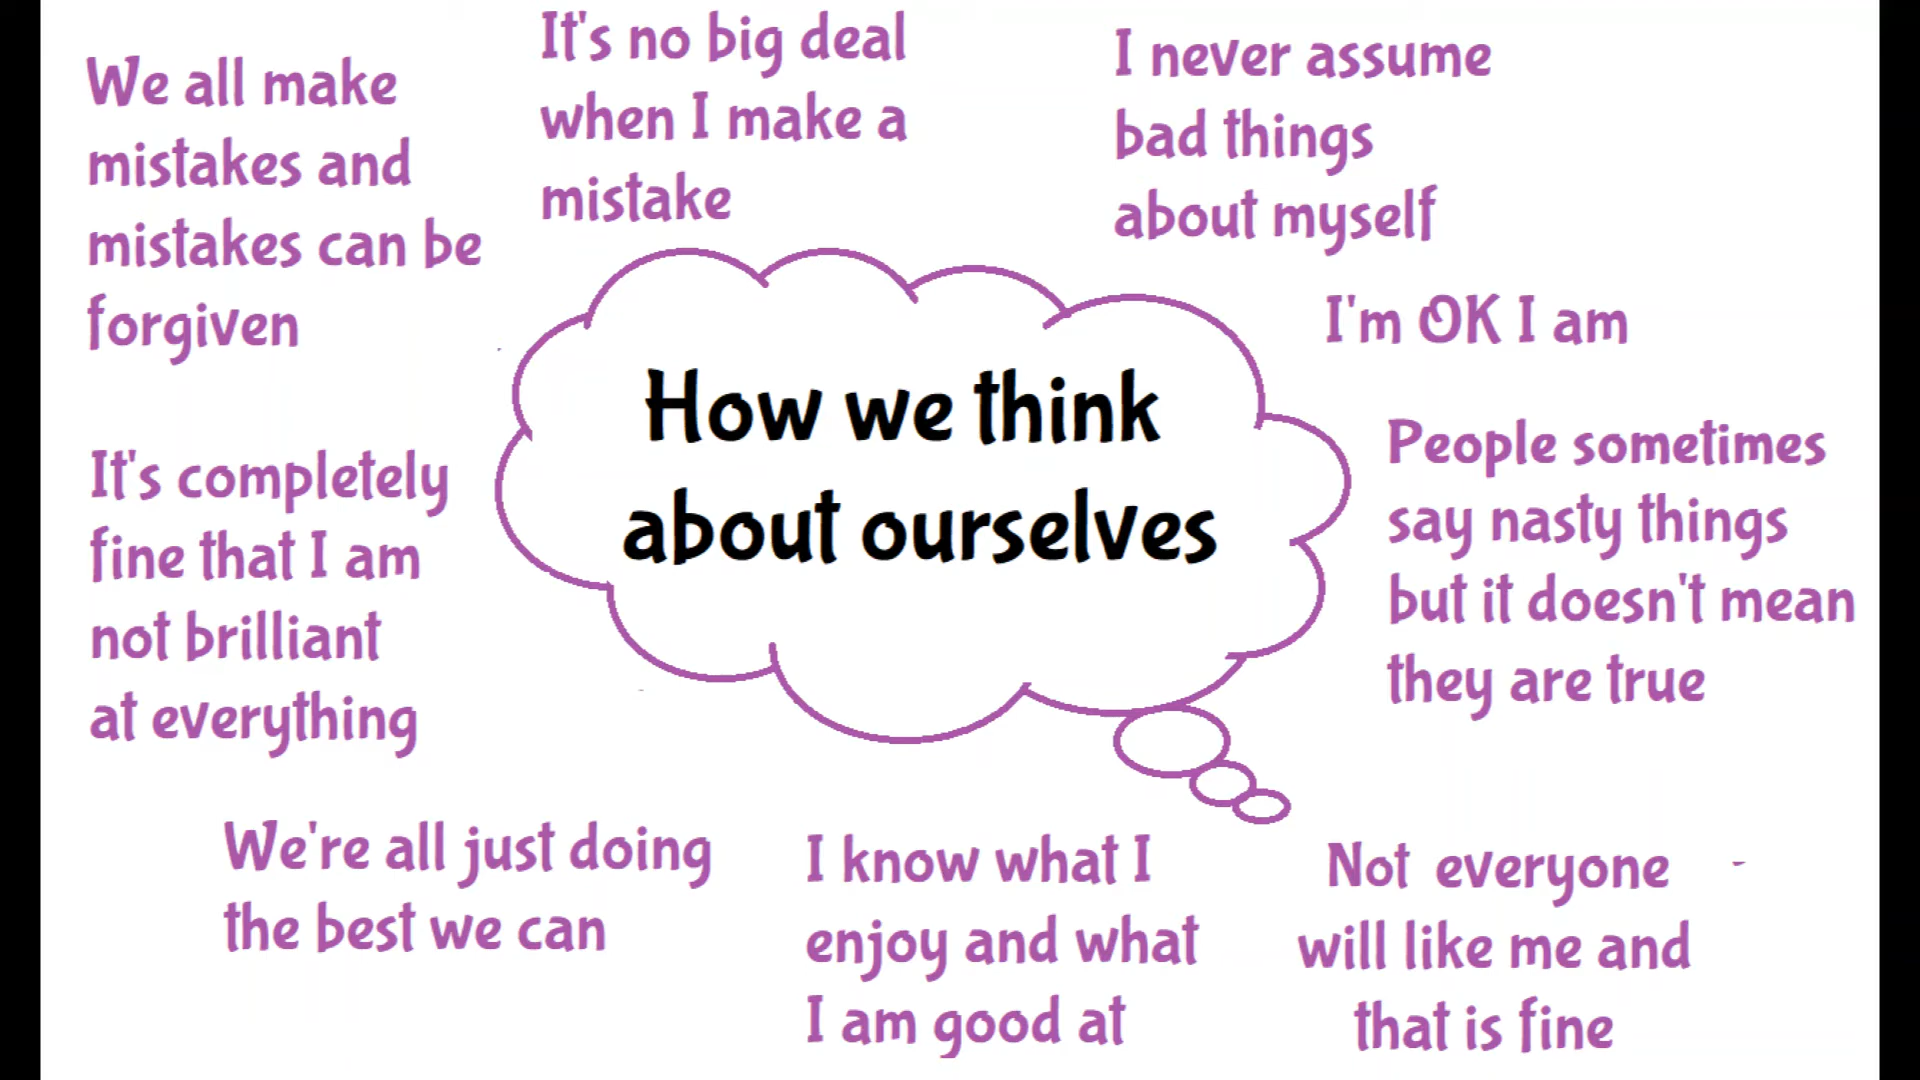 We all make
mistakes and
mistakes can be
forgiven
It's no big deal
when I make a
mistake
I never assume
bad things
about myself
I'm OK I am
How we think
about ourselves
It's completely
fine that I am
not brilliant
at everything
People sometimes
say nasty things
but it doesn't mean
they are true
We're all just doing
the best we can
I know what I
enjoy and what
I am good at
Not everyone
will like me and
that is fine